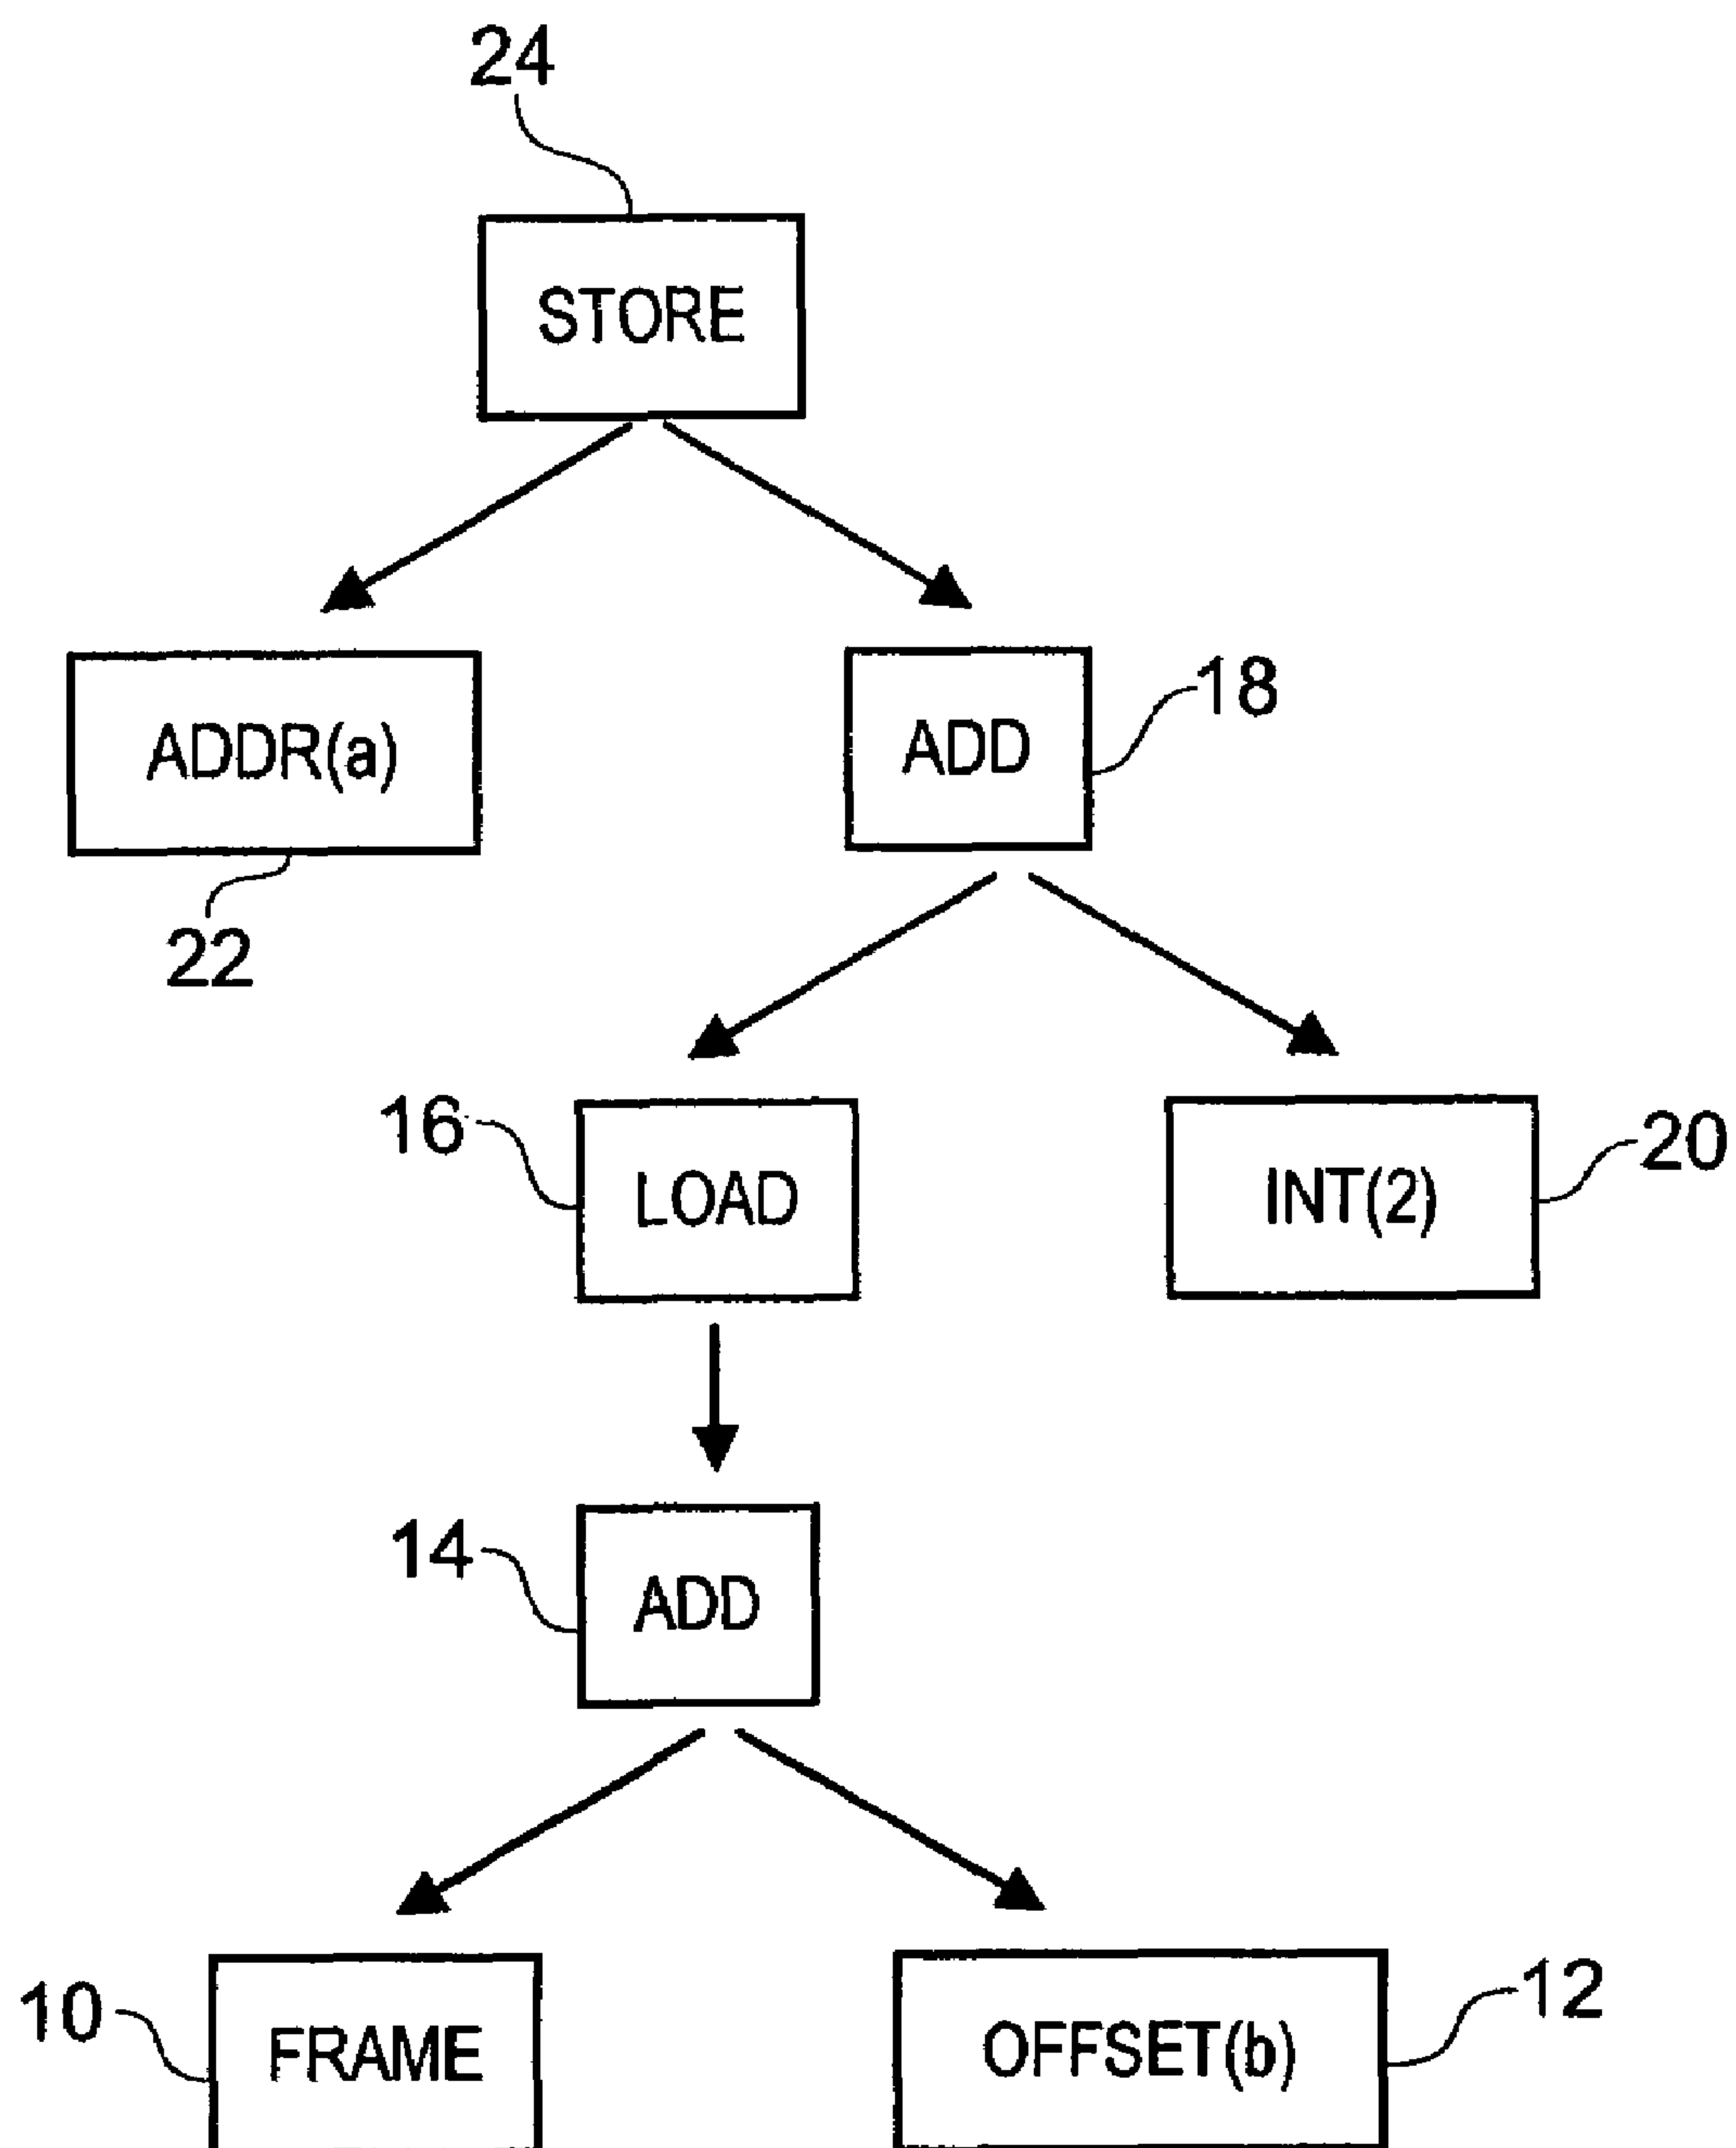 24
STORE
ADDR(a)
ADD
18
22
16
LOAD
INT(2)
20
14
ADD
10
FRAME
OFFSET(b)
12